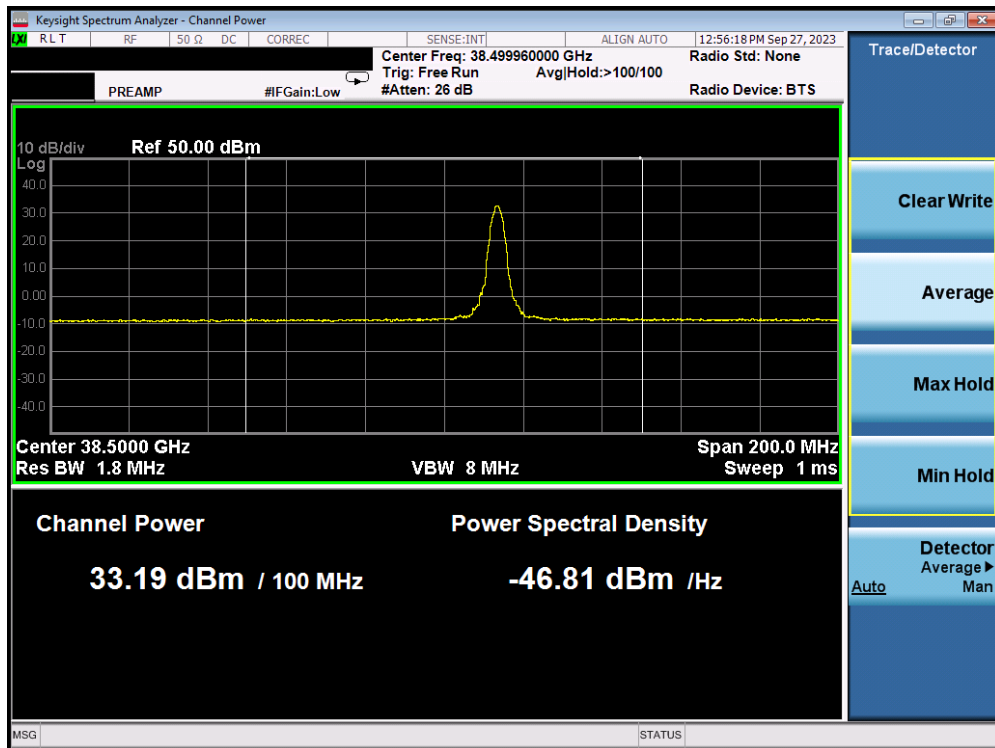 Keysight Spectrum Analyzer - Channel Power
LXI RLT RF 50 Ω DC CORREC SENSE:INT ALIGN AUTO 12:56:18 PM Sep 27, 2023
Center Freq: 38.499960000 GHz Radio Std: None
Trig: Free Run Avg|Hold:>100/100
PREAMP #IFGain:Low #Atten: 26 dB Radio Device: BTS
10 dB/div Ref 50.00 dBm
Log
40.0
30.0
20.0
10.0
0.00
-10.0
-20.0
-30.0
-40.0
Center 38.5000 GHz Span 200.0 MHz
Res BW 1.8 MHz VBW 8 MHz Sweep 1 ms
Channel Power Power Spectral Density
33.19 dBm / 100 MHz -46.81 dBm /Hz
MSG STATUS
Trace/Detector
Clear Write
Average
Max Hold
Min Hold
Detector
Average
Auto Man